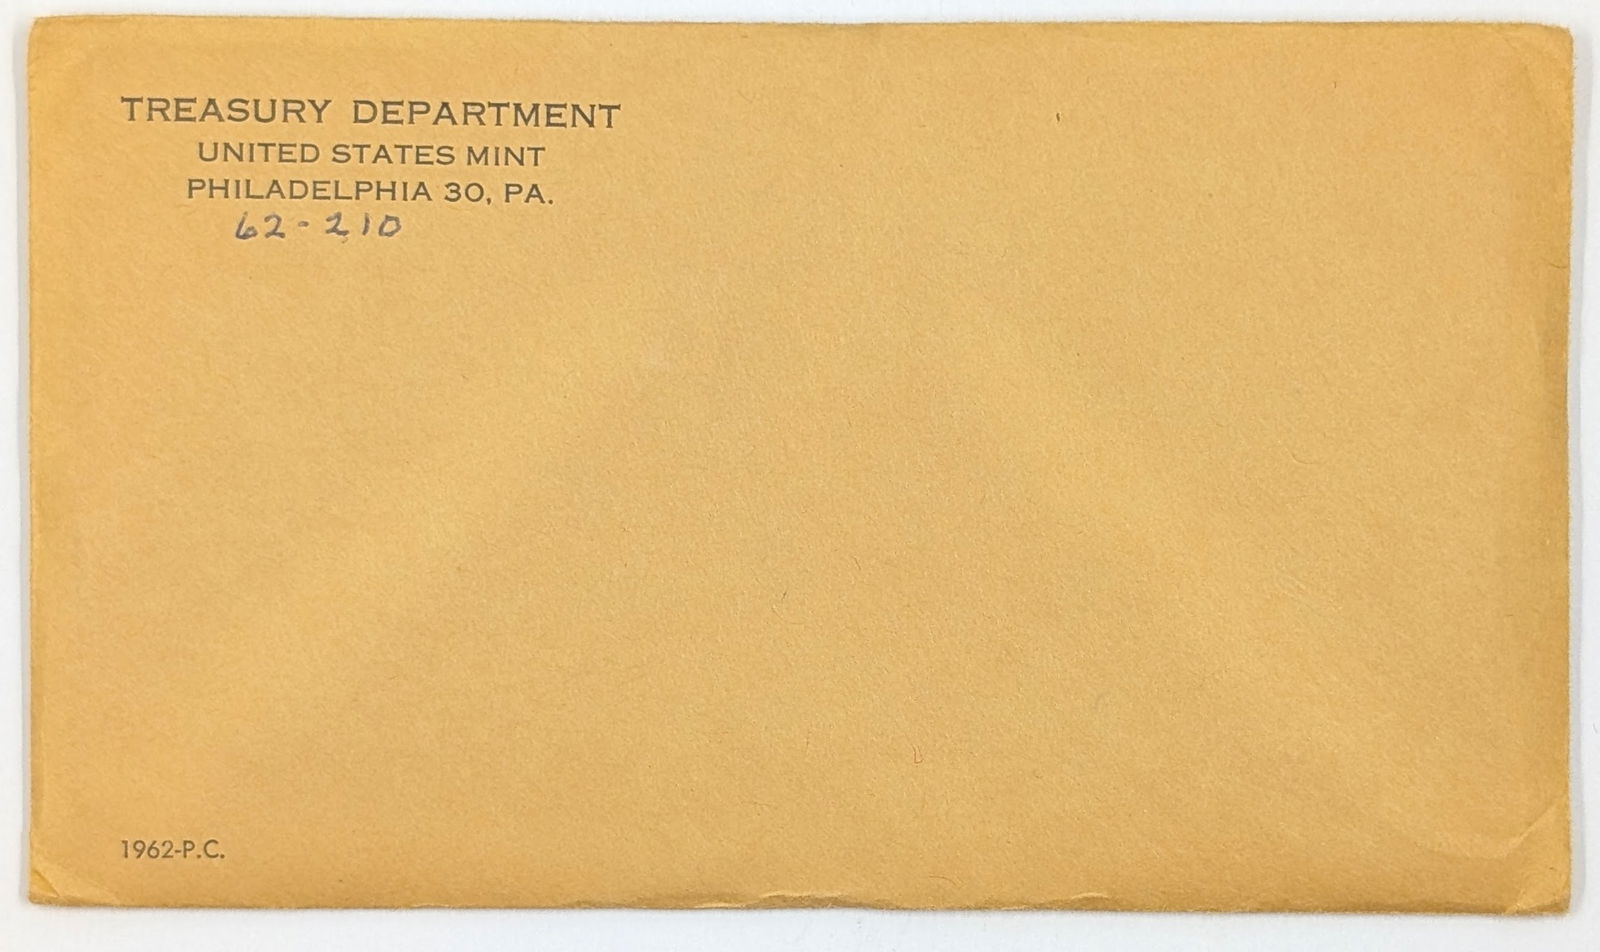 TREASURY DEPARTMENT
UNITED STATES MINT
PHILADELPHIA 30, PA.
62-210
1962-P.C.